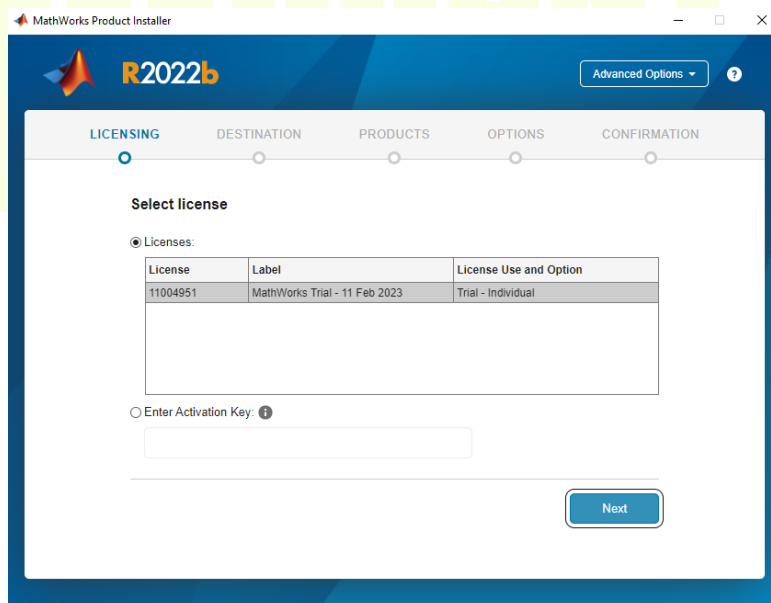 MathWorks Product Installer
R2022b
Advanced Options
?
LICENSING DESTINATION PRODUCTS OPTIONS CONFIRMATION
Select license
Licenses:
License Label License Use and Option
11004951 MathWorks Trial - 11 Feb 2023 Trial - Individual
Enter Activation Key: i
Next